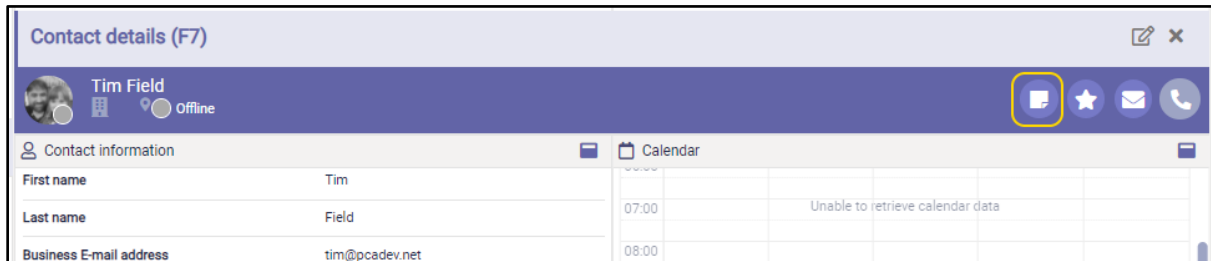 Contact details (F7)
Tim Field
Offline
Contact information
First name Tim
Last name Field
Business E-mail address tim@pcadev.net
Calendar
07:00 Unable to retrieve calendar data
08:00